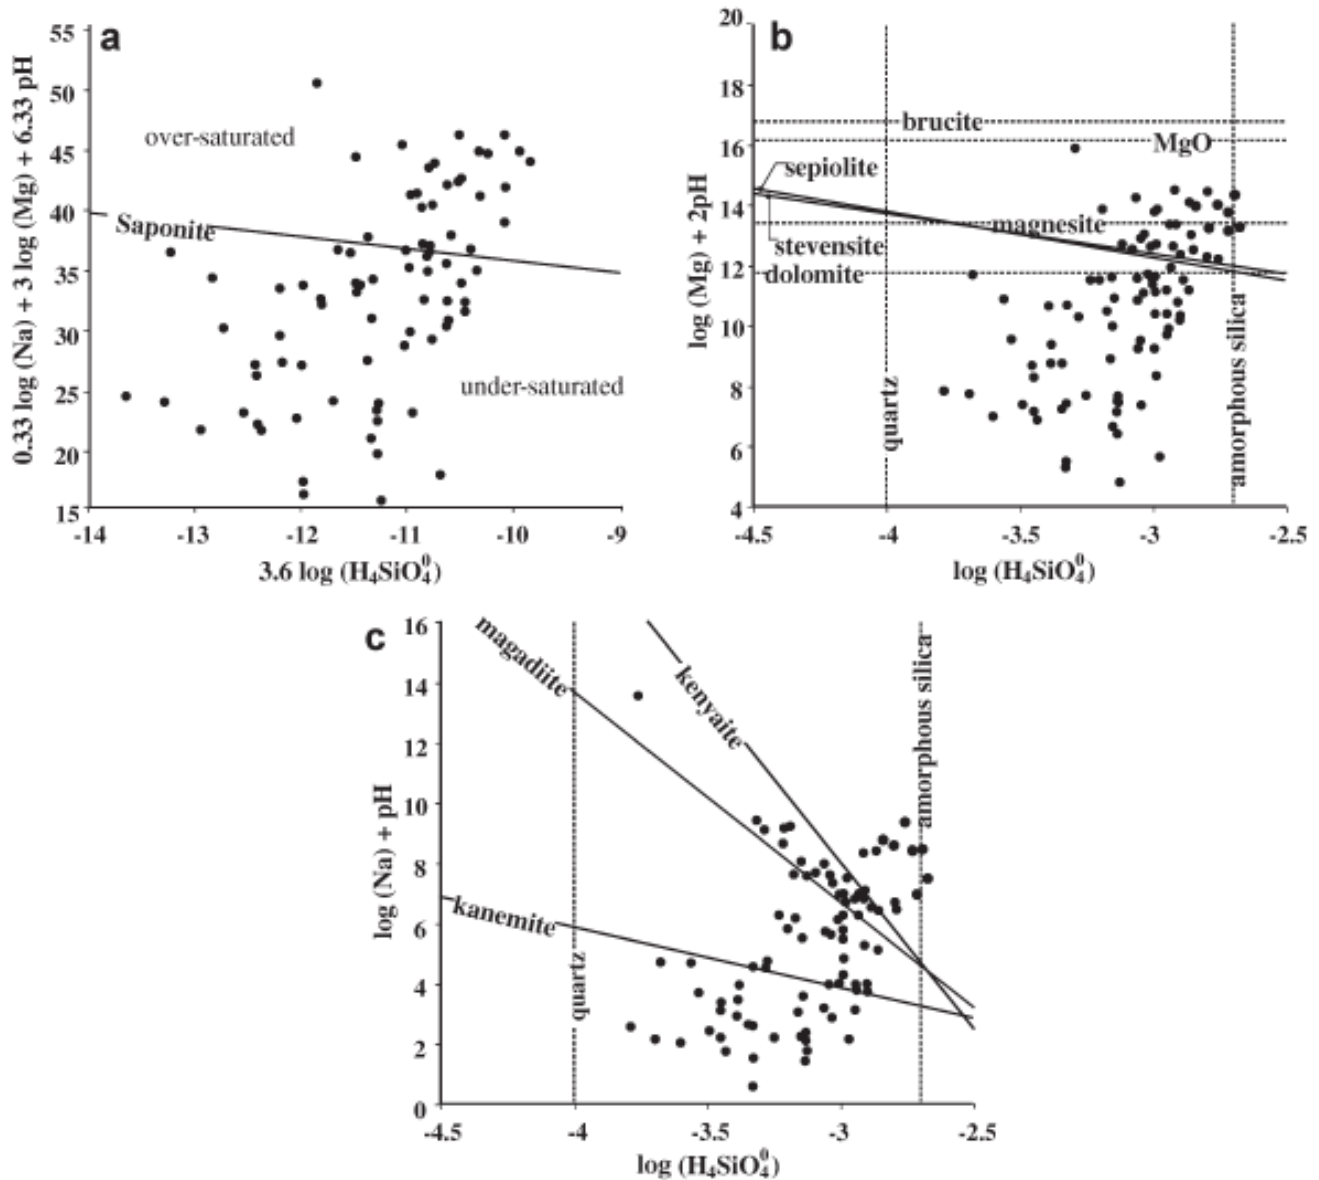 a
0.33 log (Na) + 3 log (Mg) + 6.33 pH
55
50
45
40
35
30
25
20
15
over-saturated
Saponite
under-saturated
-14 -13 -12 -11 -10 -9
3.6 log (H₄SiO₄⁰)
b
log (Mg) + 2pH
20
18
16
14
12
10
8
6
4
brucite
MgO
sepiolite
magnesite
stevensite
dolomite
quartz
amorphous silica
-4.5 -4 -3.5 -3 -2.5
log (H₄SiO₄⁰)
c
log (Na) + pH
16
14
12
10
8
6
4
2
0
magadiite
kenyaite
kanemite
quartz
amorphous silica
-4.5 -4 -3.5 -3 -2.5
log (H₄SiO₄⁰)